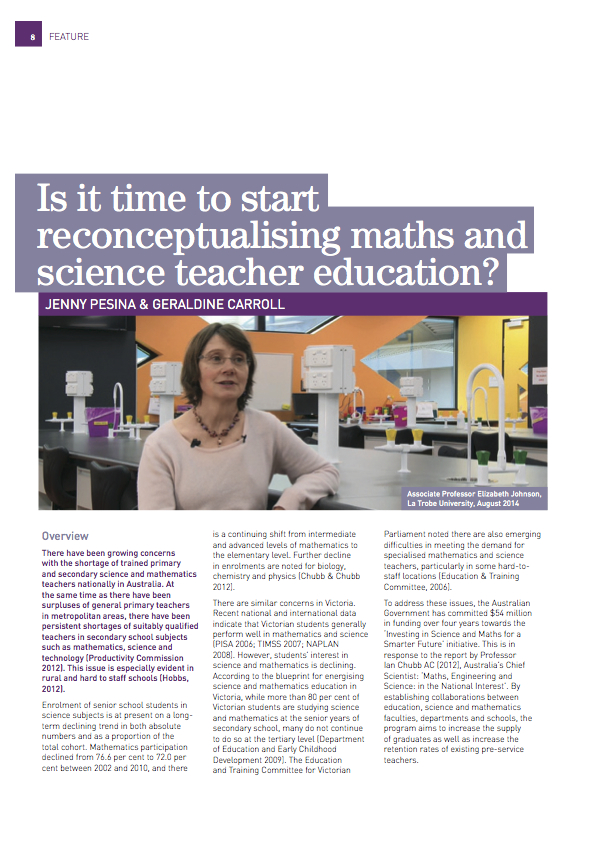 8
FEATURE
Is it time to start
reconceptualising maths and
science teacher education?
JENNY PESINA & GERALDINE CARROLL
Associate Professor Elizabeth Johnson,
La Trobe University, August 2014
Overview
There have been growing concerns
with the shortage of trained primary
and secondary science and mathematics
teachers nationally in Australia. At
the same time as there have been
surpluses of general primary teachers
in metropolitan areas, there have been
persistent shortages of suitably qualified
teachers in secondary school subjects
such as mathematics, science and
technology (Productivity Commission
2012). This issue is especially evident in
rural and hard to staff schools (Hobbs,
2012).
Enrolment of senior school students in
science subjects is at present on a long-
term declining trend in both absolute
numbers and as a proportion of the
total cohort. Mathematics participation
declined from 76.6 per cent to 72.0 per
cent between 2002 and 2010, and there
is a continuing shift from intermediate
and advanced levels of mathematics to
the elementary level. Further decline
in enrolments are noted for biology,
chemistry and physics (Chubb & Chubb
2012).
There are similar concerns in Victoria.
Recent national and international data
indicate that Victorian students generally
perform well in mathematics and science
(PISA 2006; TIMSS 2007; NAPLAN
2008). However, students' interest in
science and mathematics is declining.
According to the blueprint for energising
science and mathematics education in
Victoria, while more than 80 per cent of
Victorian students are studying science
and mathematics at the senior years of
secondary school, many do not continue
to do so at the tertiary level (Department
of Education and Early Childhood
Development 2009). The Education
and Training Committee for Victorian
Parliament noted there are also emerging
difficulties in meeting the demand for
specialised mathematics and science
teachers, particularly in some hard-to-
staff locations (Education & Training
Committee, 2006).
To address these issues, the Australian
Government has committed $54 million
in funding over four years towards the
'Investing in Science and Maths for a
Smarter Future' initiative. This is in
response to the report by Professor
Ian Chubb AC (2012), Australia's Chief
Scientist: 'Maths, Engineering and
Science: in the National Interest'. By
establishing collaborations between
education, science and mathematics
faculties, departments and schools, the
program aims to increase the supply
of graduates as well as increase the
retention rates of existing pre-service
teachers.